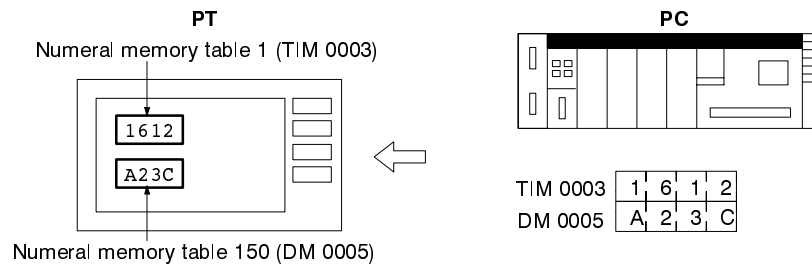 PT
Numeral memory table 1 (TIM 0003)
1612
A23C
Numeral memory table 150 (DM 0005)
PC
TIM 0003 1 6 1 2
DM 0005 A 2 3 C